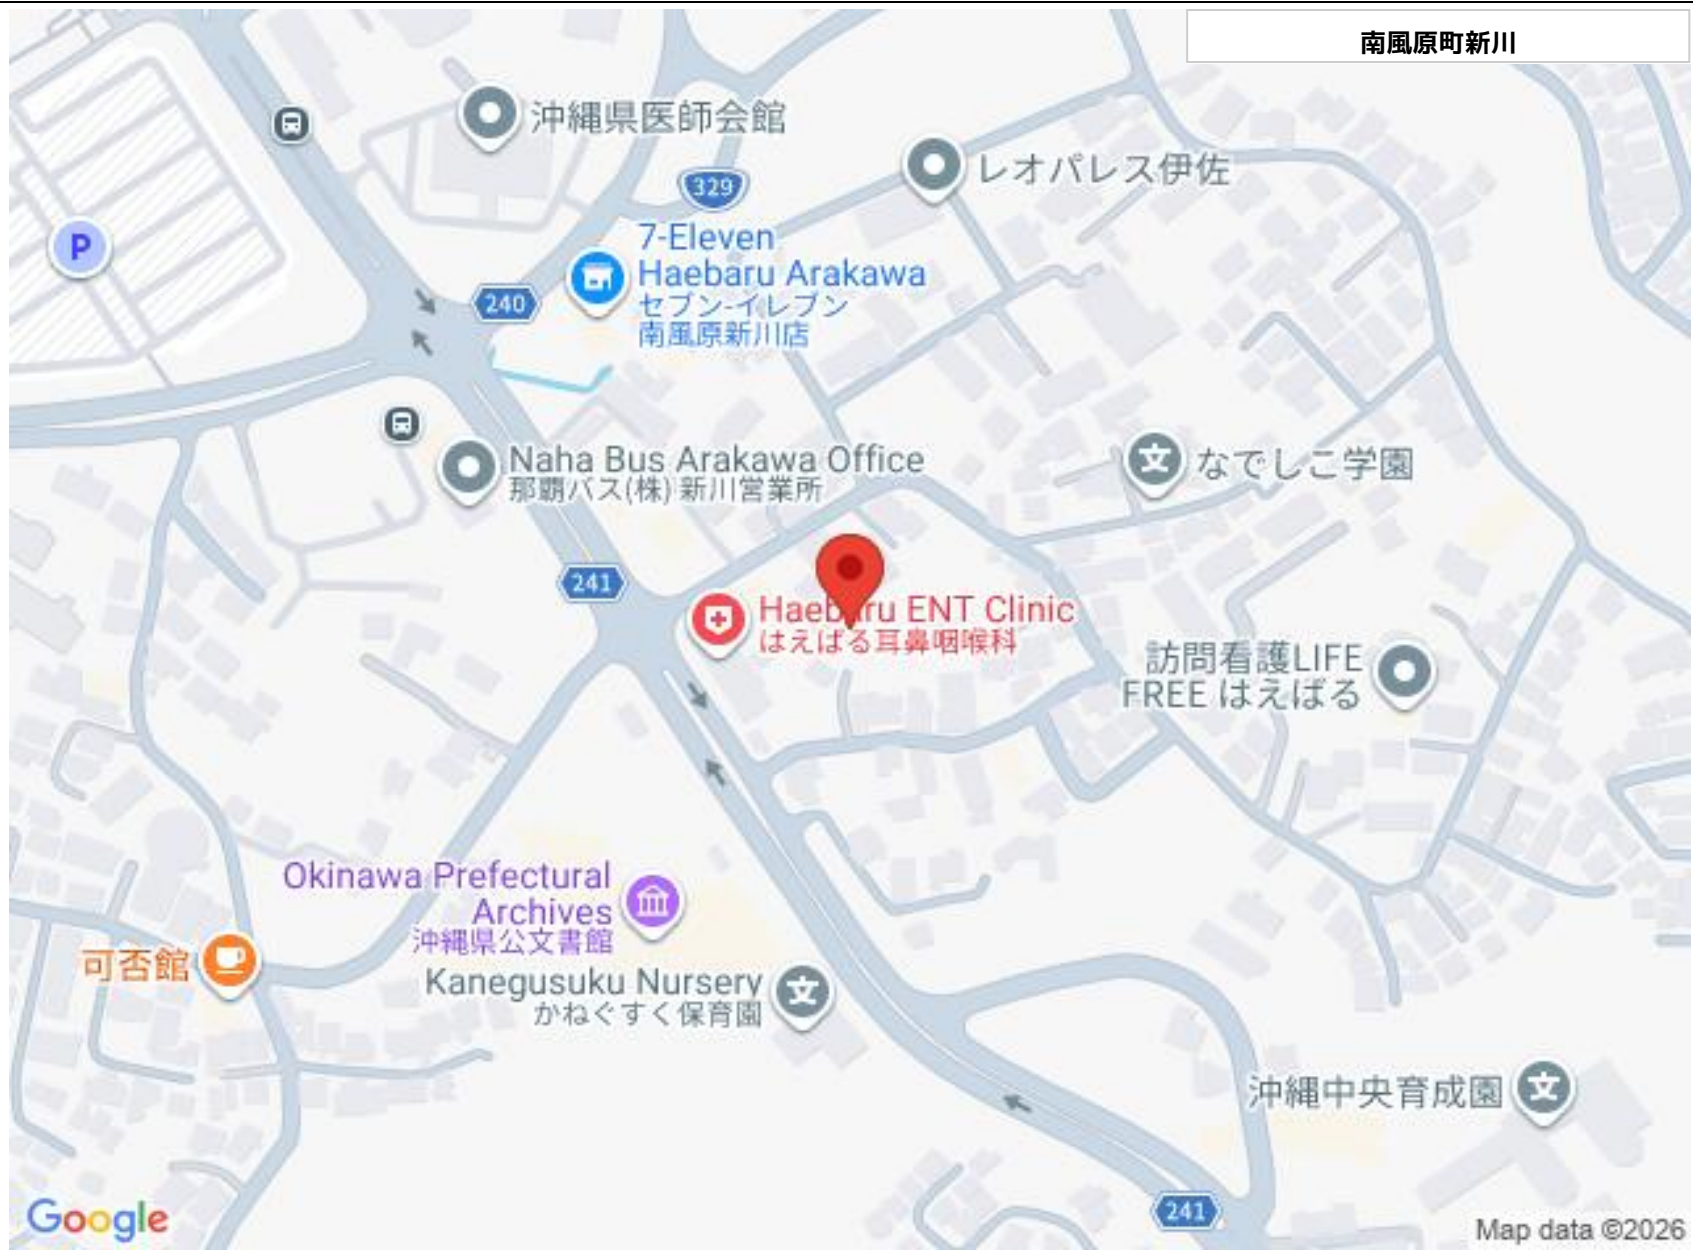 南風原町新川
沖縄県医師会館
レオパレス伊佐
329
P
7-Eleven
Haebaru Arakawa
セブン-イレブン
南風原新川店
240
Naha Bus Arakawa Office
那覇バス(株) 新川営業所
なでしこ学園
241
Haebaru ENT Clinic
はえばる耳鼻咽喉科
訪問看護LIFE
FREE はえばる
Okinawa Prefectural
Archives
沖縄県公文書館
可否館
Kanegusuku Nursery
かねぐすく保育園
沖縄中央育成園
241
Google
Map data ©2026